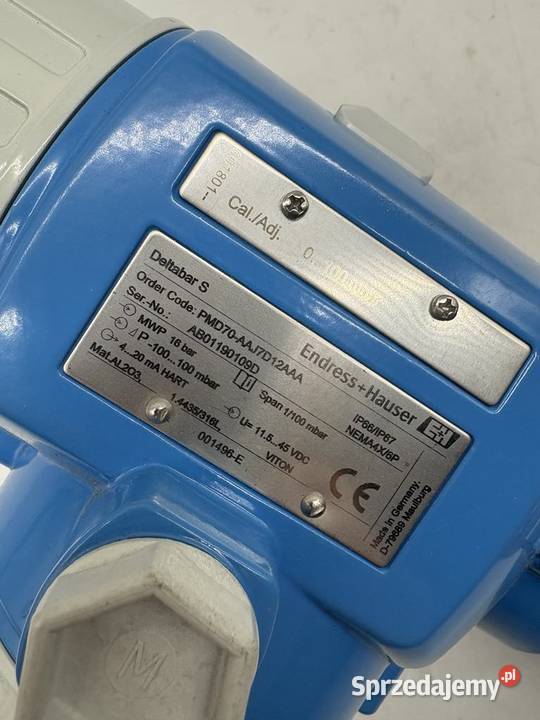 Cal./Adj.
Deltabar S
Endress+Hauser
E+H
Order Code: PMD70-AAJ7D12AAA
Ser.-No.: AB01190109D
MWP 16 bar
Δ P -100...100 mbar
Span 1/100 mbar
IP66/IP67
NEMA4X/6P
4...20 mA HART
U= 11.5...45 VDC
Mat.AL2O3,
1.4435/316L,
VITON
001496-E
CE
Made in Germany,
D-79689 Maulburg
M
Sprzedajemy.pl